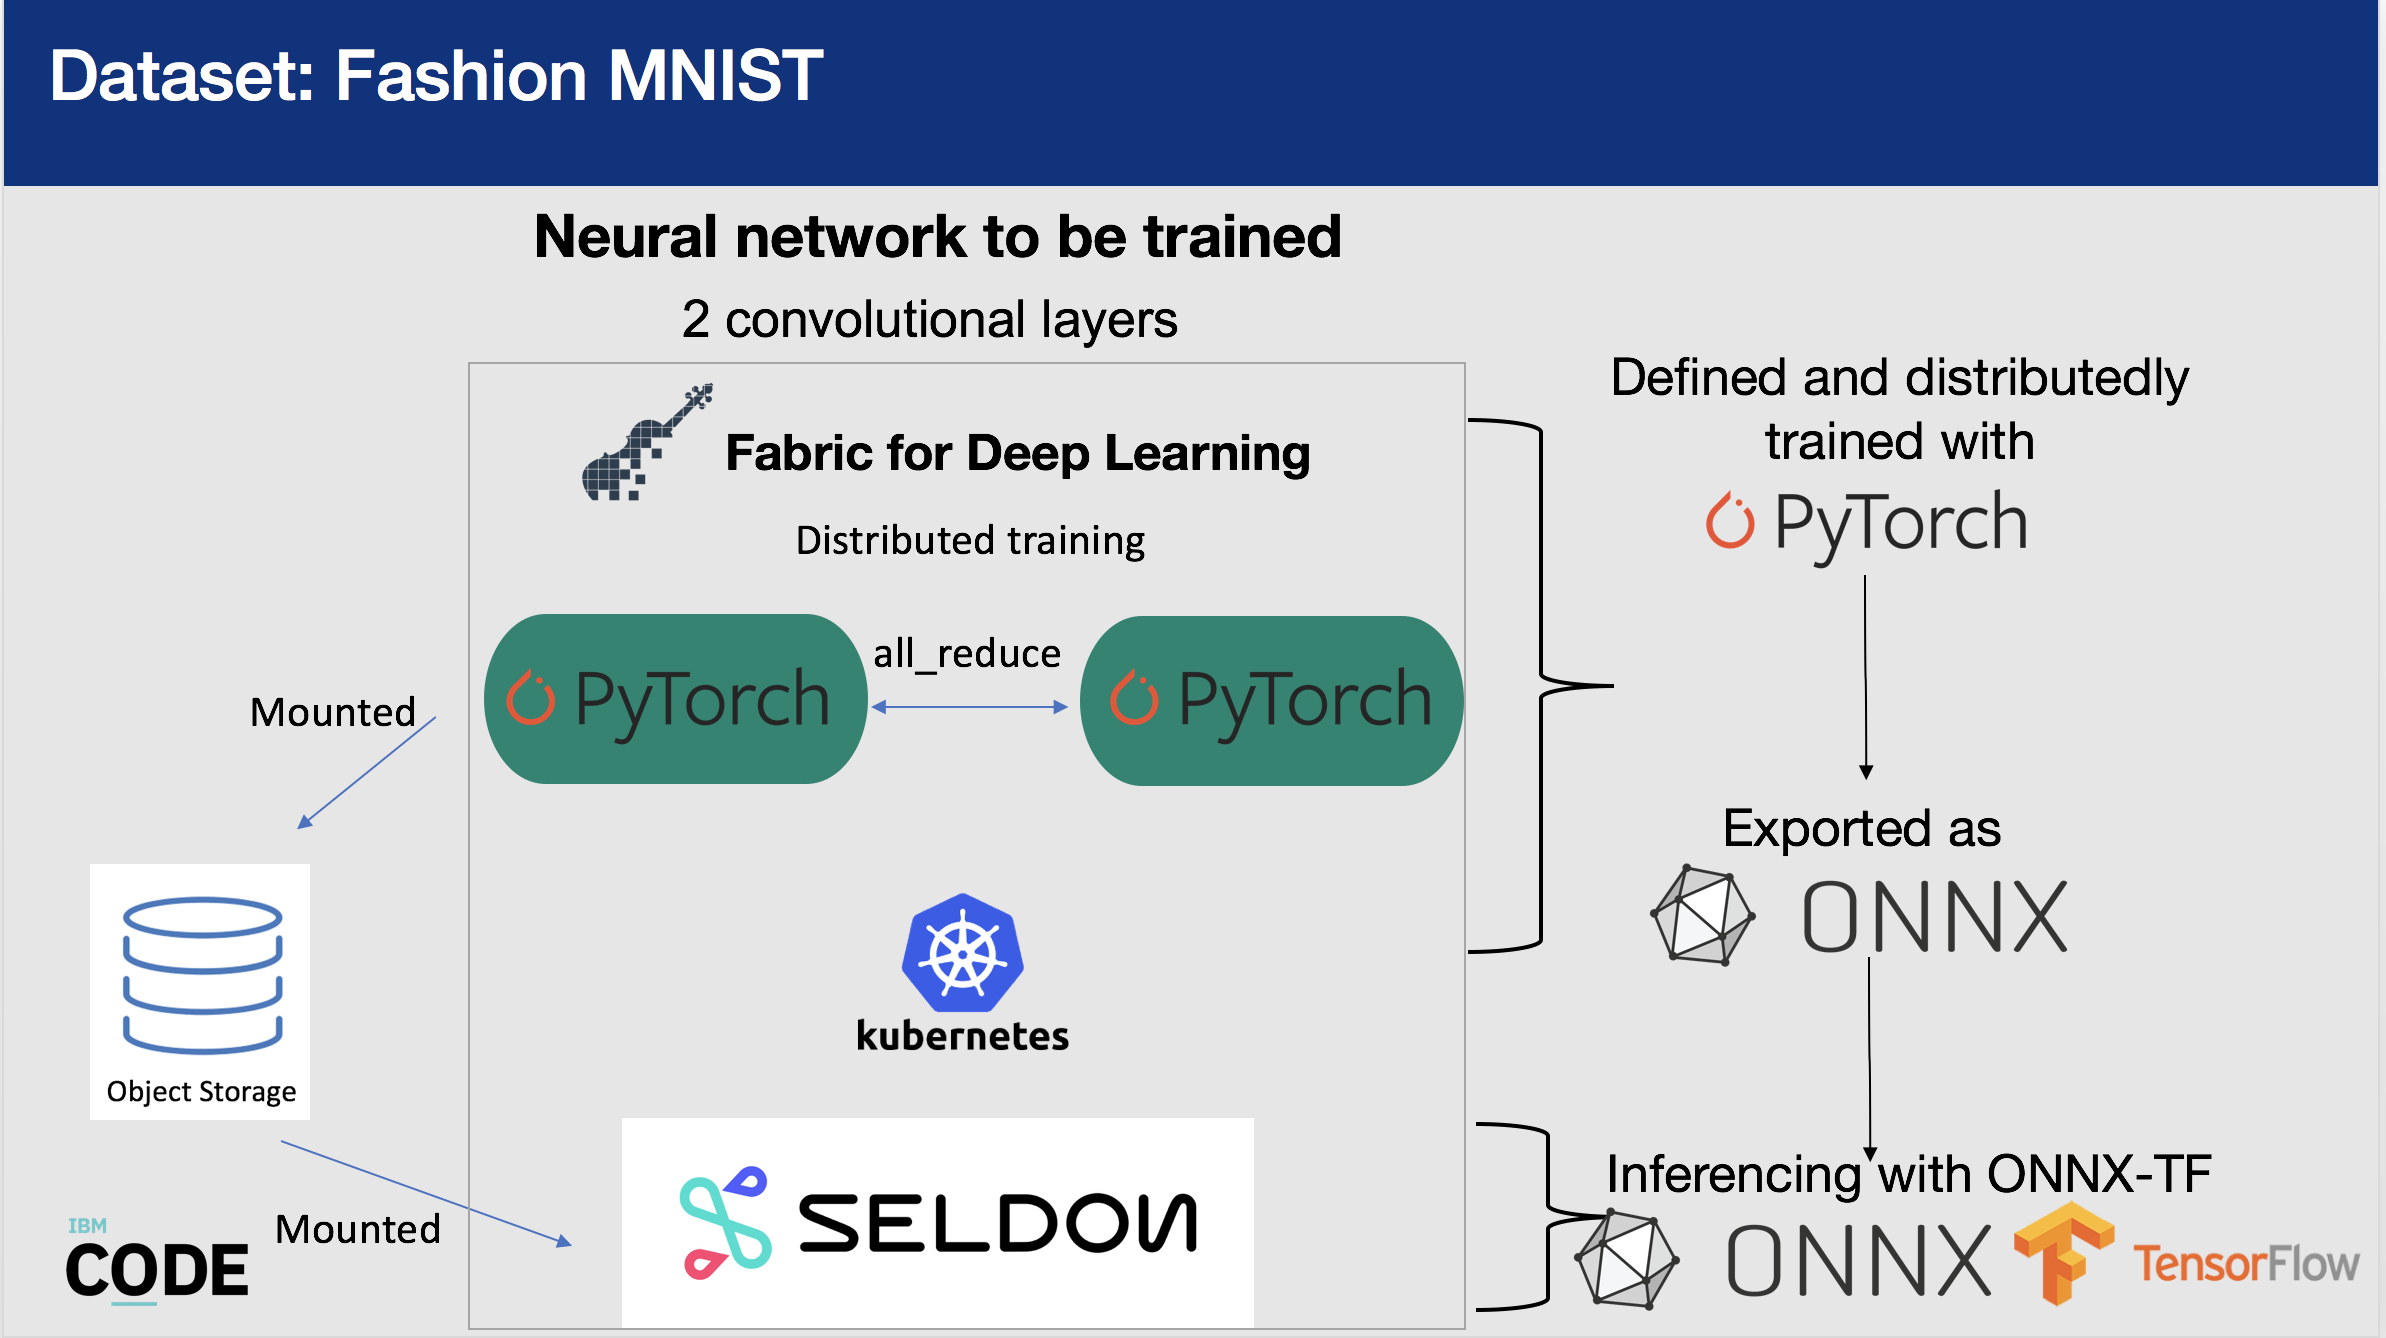 Dataset: Fashion MNIST
Neural network to be trained
2 convolutional layers
Fabric for Deep Learning
Distributed training
PyTorch
all_reduce
PyTorch
Mounted
Object Storage
kubernetes
Mounted
SELDON
IBM
CODE
Defined and distributedly
trained with
PyTorch
Exported as
ONNX
Inferencing with ONNX-TF
ONNX
TensorFlow